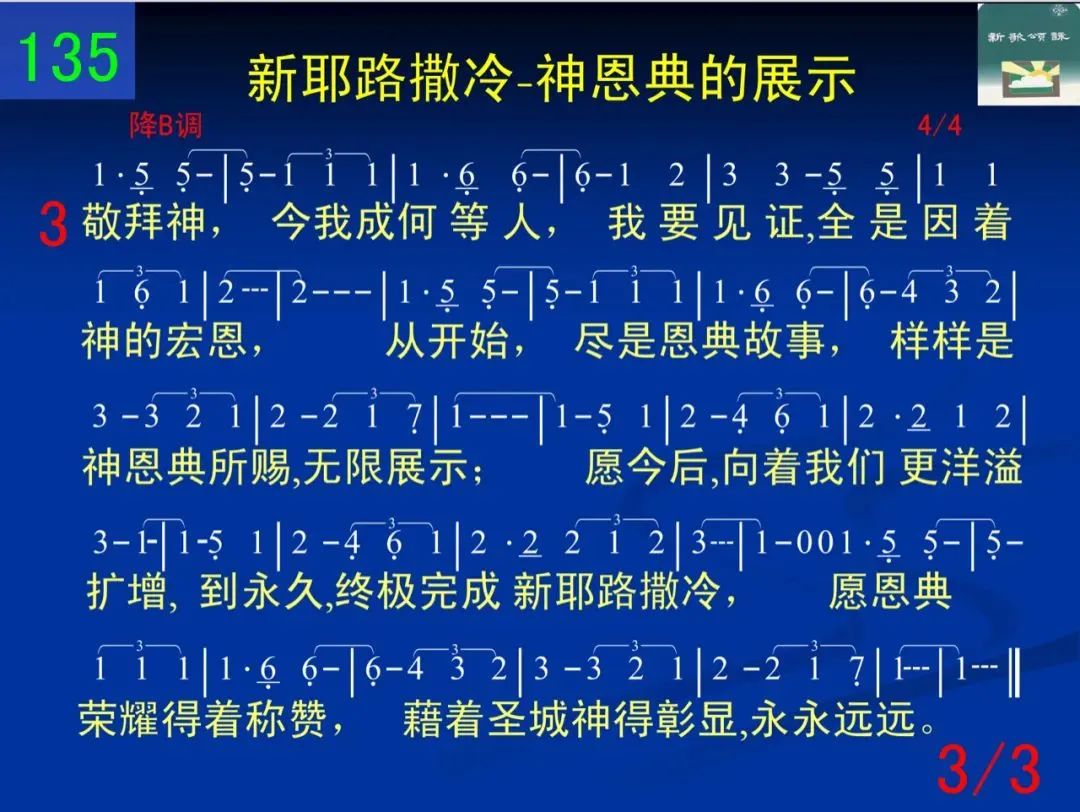 135
新歌颂咏
新耶路撒冷-神恩典的展示
降B调 4/4
1·5 5-|5-1 1 1|1·6 6-|6-1 2|3 3-5 5|1 1
3 敬拜神， 今我成何等人， 我要见证,全是因着
1 6 1|2---|2---|1·5 5-|5-1 1 1|1·6 6-|6-4 3 2|
神的宏恩， 从开始， 尽是恩典故事， 样样是
3-3 2 1|2-2 1 7|1---|1-5 1|2-4 6 1|2·2 1 2|
神恩典所赐,无限展示； 愿今后,向着我们更洋溢
3-1-|1-5 1|2-4 6 1|2·2 2 1 2|3---|1-001·5 5-|5-
扩增, 到永久,终极完成新耶路撒冷， 愿恩典
1 1 1|1·6 6-|6-4 3 2|3-3 2 1|2-2 1 7|1---|1---‖
荣耀得着称赞， 藉着圣城神得彰显,永永远远。
3/3